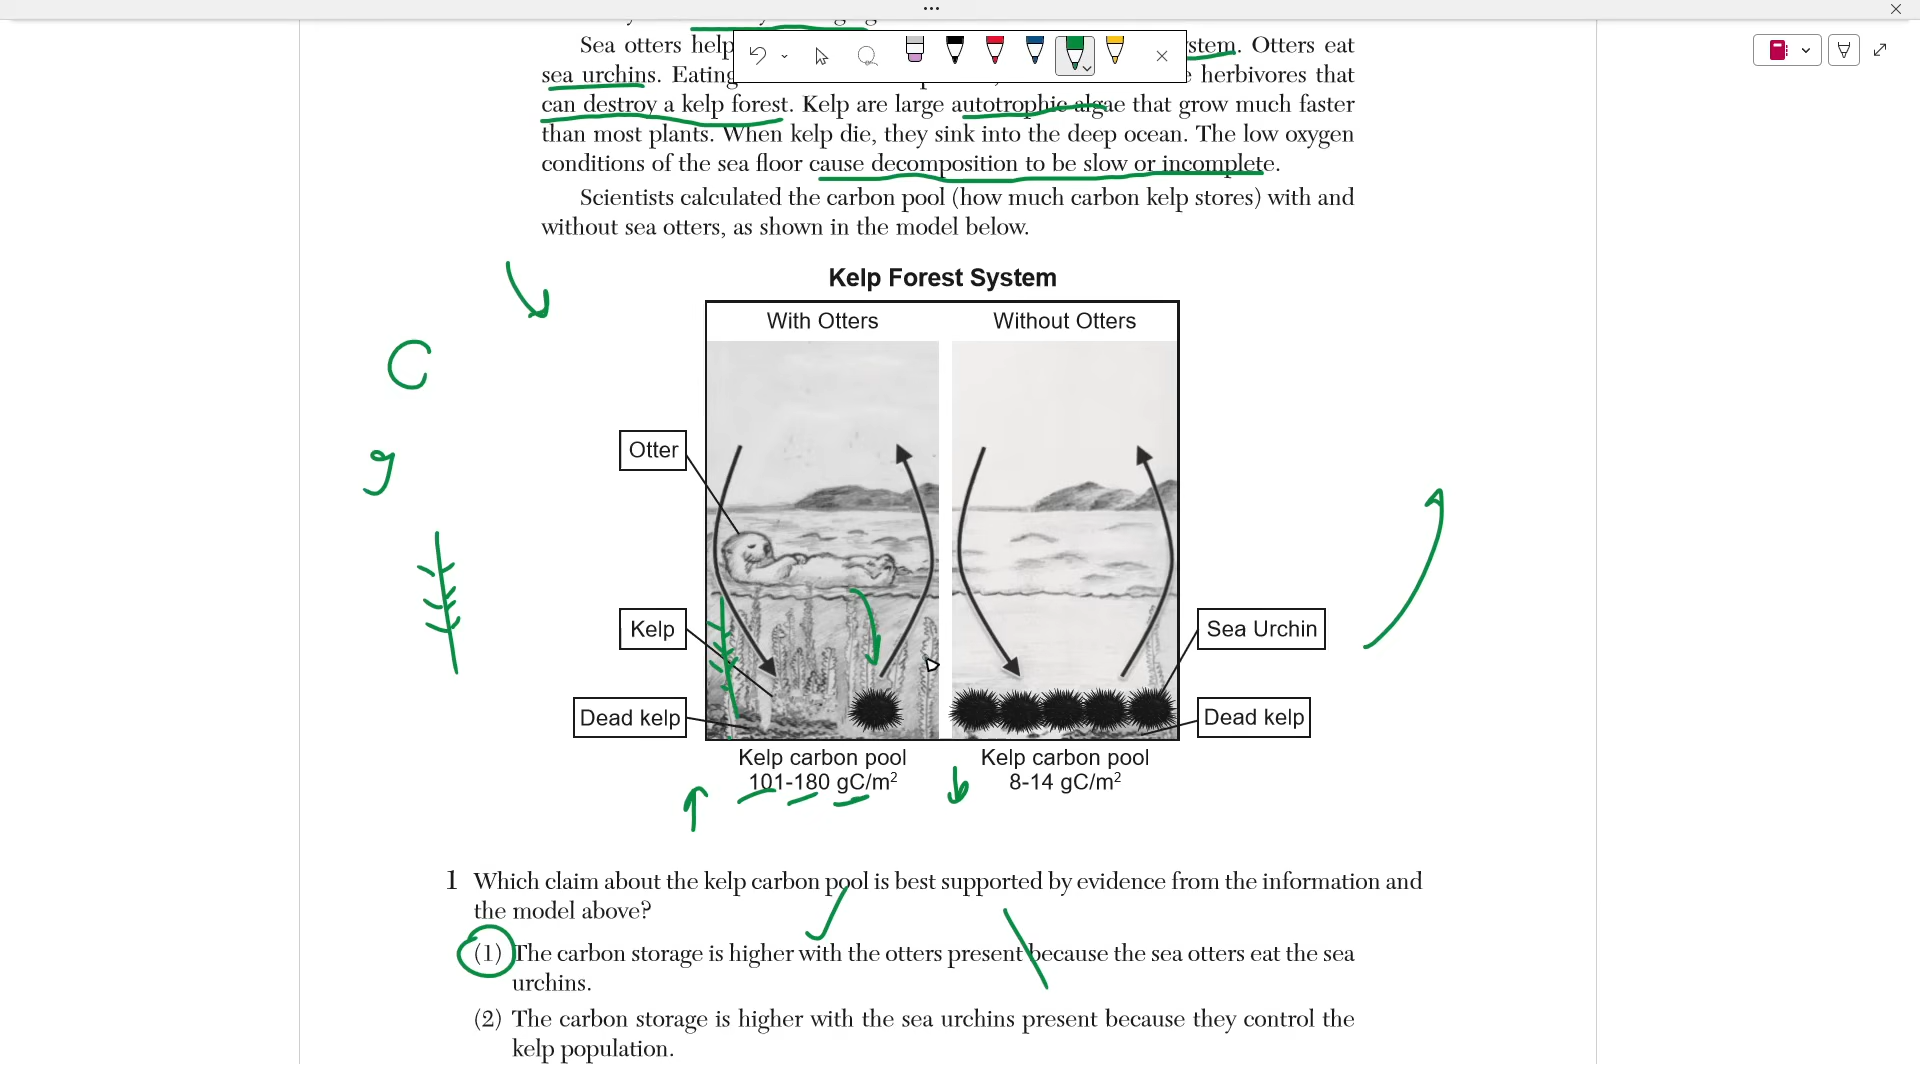 Sea otters help
stem. Otters eat
sea urchins. Eating
herbivores that
can destroy a kelp forest. Kelp are large autotrophic algae that grow much faster
than most plants. When kelp die, they sink into the deep ocean. The low oxygen
conditions of the sea floor cause decomposition to be slow or incomplete.
Scientists calculated the carbon pool (how much carbon kelp stores) with and
without sea otters, as shown in the model below.
Kelp Forest System
With Otters
Without Otters
C
Otter
g
Kelp
Sea Urchin
Dead kelp
Dead kelp
Kelp carbon pool
101-180 gC/m²
Kelp carbon pool
8-14 gC/m²
1 Which claim about the kelp carbon pool is best supported by evidence from the information and
the model above?
(1) The carbon storage is higher with the otters present because the sea otters eat the sea
urchins.
(2) The carbon storage is higher with the sea urchins present because they control the
kelp population.